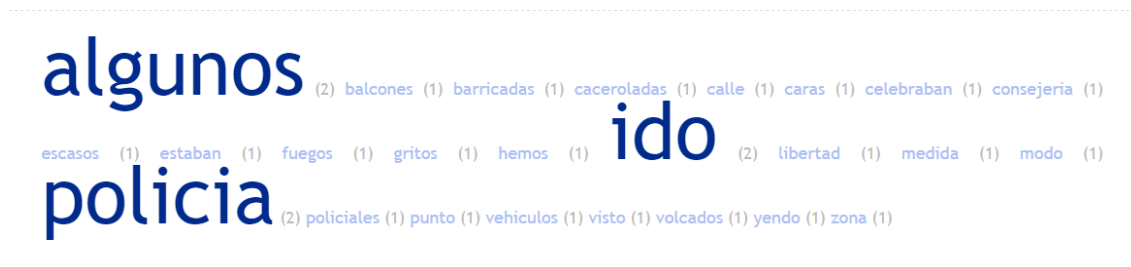 algunos (2) balcones (1) barricadas (1) caceroladas (1) calle (1) caras (1) celebraban (1) consejeria (1)
escasos (1) estaban (1) fuegos (1) gritos (1) hemos (1) ido (2) libertad (1) medida (1) modo (1)
policia (2) policiales (1) punto (1) vehiculos (1) visto (1) volcados (1) yendo (1) zona (1)